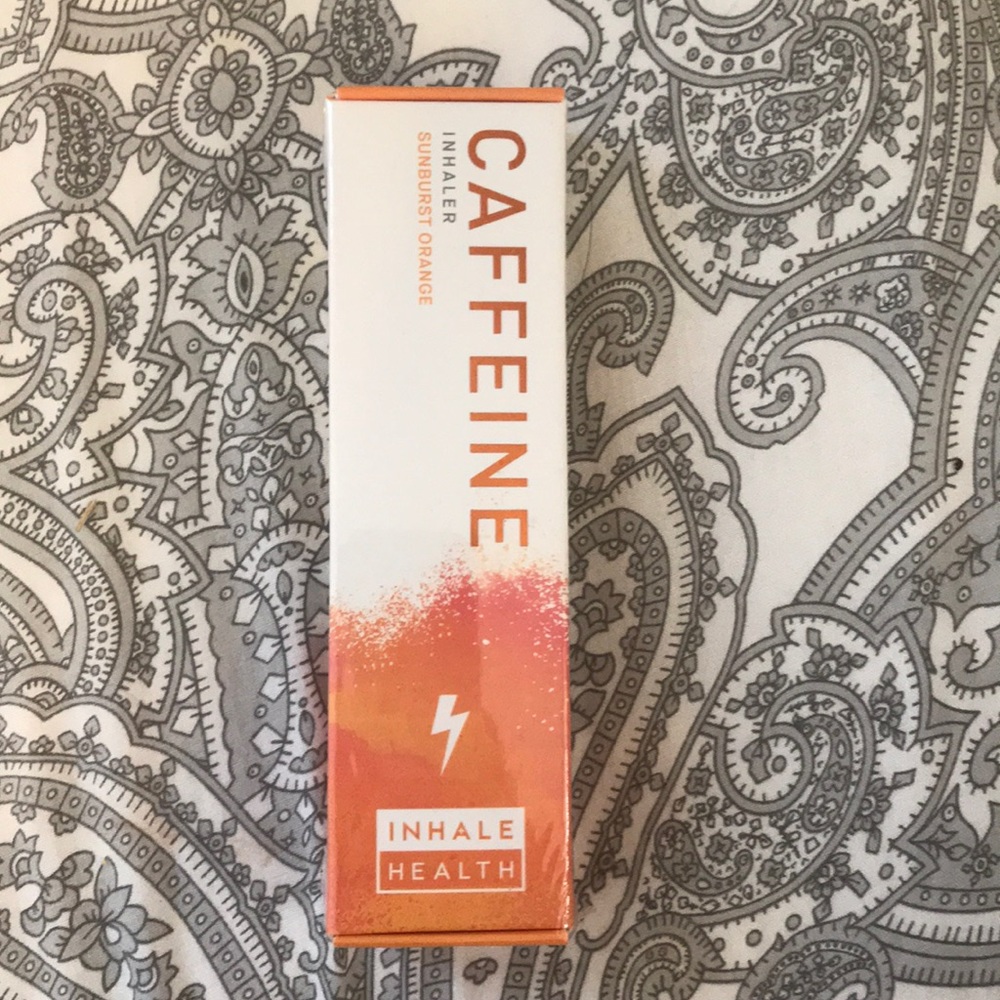 CAFFEINE
INHALER
SUNBURST ORANGE
INHALE
HEALTH